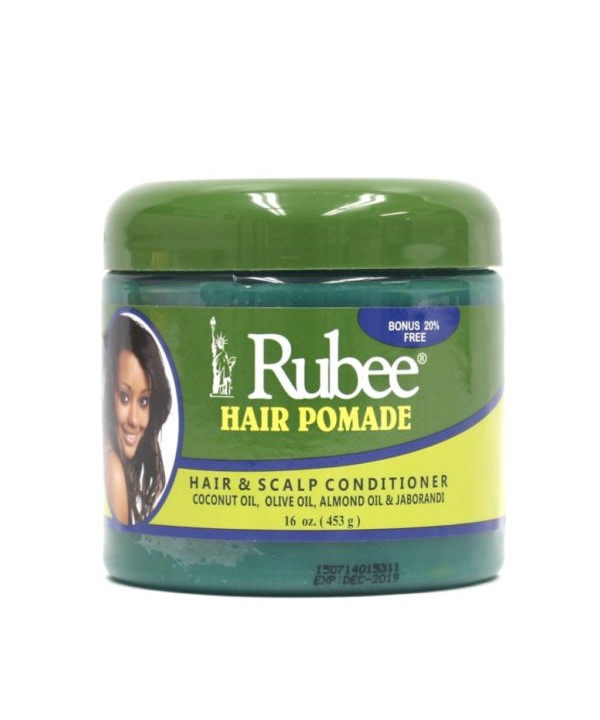 BONUS 20%
FREE
Rubee®
HAIR POMADE
HAIR & SCALP CONDITIONER
COCONUT OIL, OLIVE OIL, ALMOND OIL & JABORANDI
16 oz. (453 g)
150714015311
EXP:DEC-2019